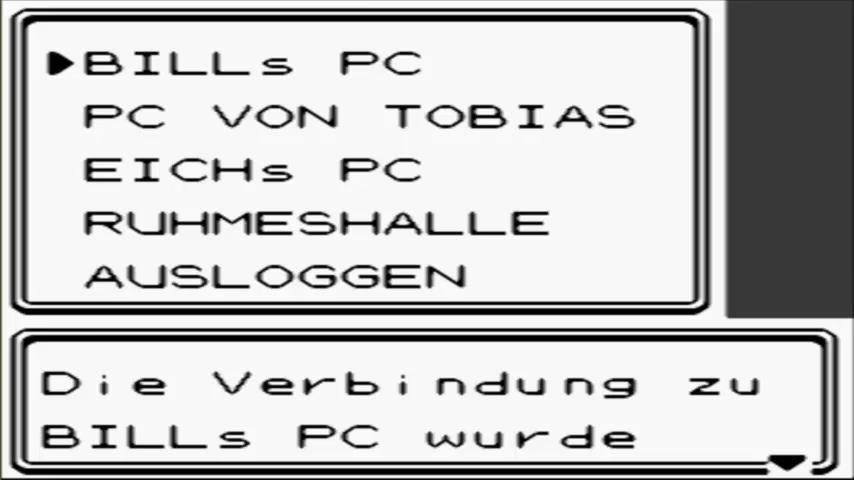 BILLs PC
PC VON TOBIAS
EICHs PC
RUHMESHALLE
AUSLOGGEN
Die Verbindung zu
BILLs PC wurde